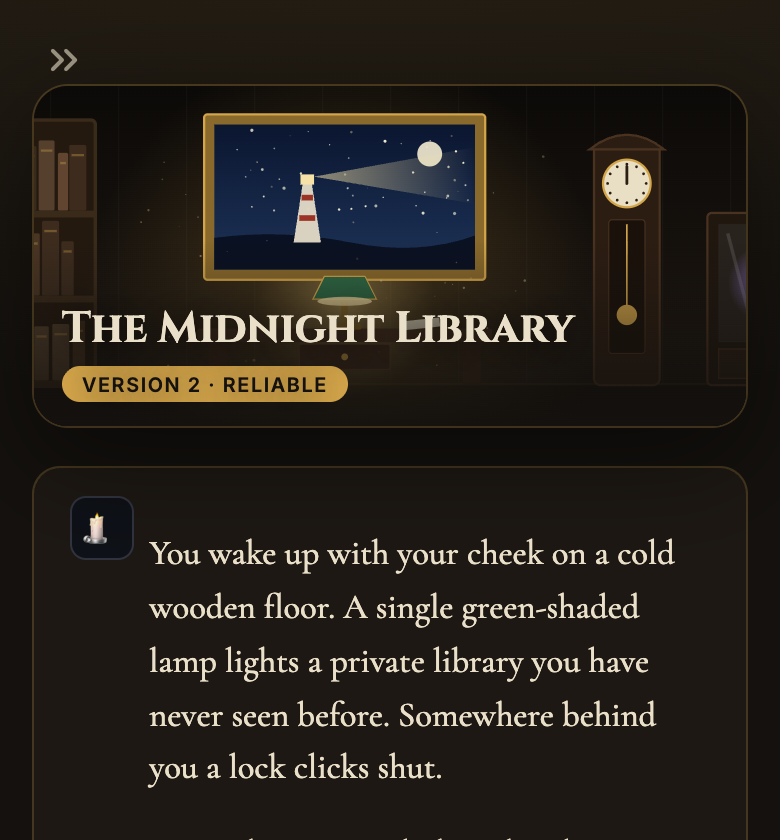 The Midnight Library
VERSION 2 · RELIABLE
You wake up with your cheek on a cold
wooden floor. A single green-shaded
lamp lights a private library you have
never seen before. Somewhere behind
you a lock clicks shut.